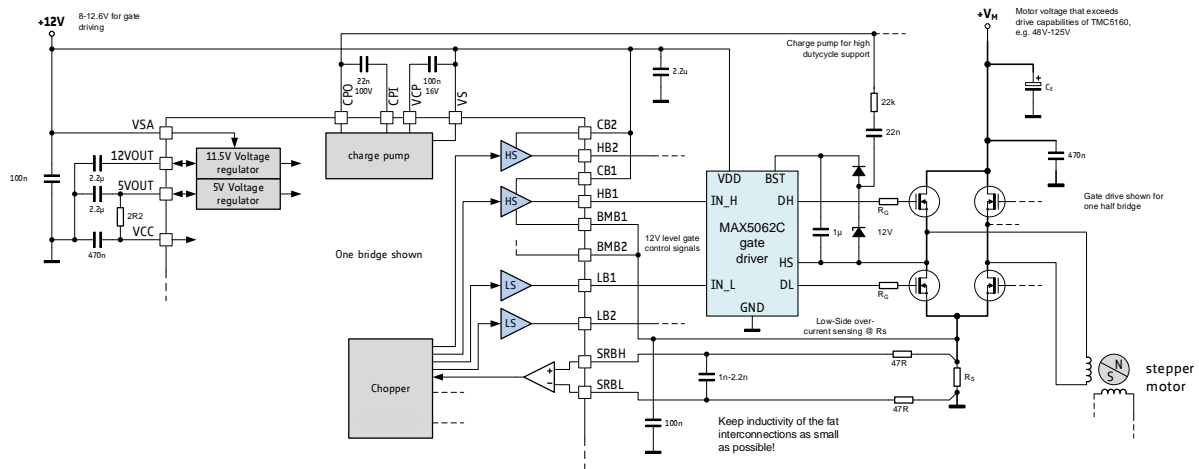 +12V
8-12.6V for gate
driving
+VM
Motor voltage that exceeds
drive capabilities of TMC5160,
e.g. 48V-125V
Charge pump for high
dutycycle support
22n
100V
100n
16V
2.2u
CPO
CPI
VCP
VS
22k
22n
CE
VSA
12VOUT
5VOUT
VCC
100n
2.2µ
2.2µ
2R2
470n
11.5V Voltage
regulator
5V Voltage
regulator
charge pump
One bridge shown
HS
HS
LS
LS
CB2
HB2
CB1
HB1
BMB1
BMB2
LB1
LB2
SRBH
SRBL
12V level gate
control signals
VDD
BST
IN_H
DH
MAX5062C
gate
driver
HS
IN_L
DL
GND
1µ
12V
RG
RG
470n
Gate drive shown for
one half bridge
Low-Side over-
current sensing @ Rs
Chopper
+
−
1n-2.2n
47R
47R
RS
100n
Keep inductivity of the fat
interconnections as small
as possible!
N
S
stepper
motor